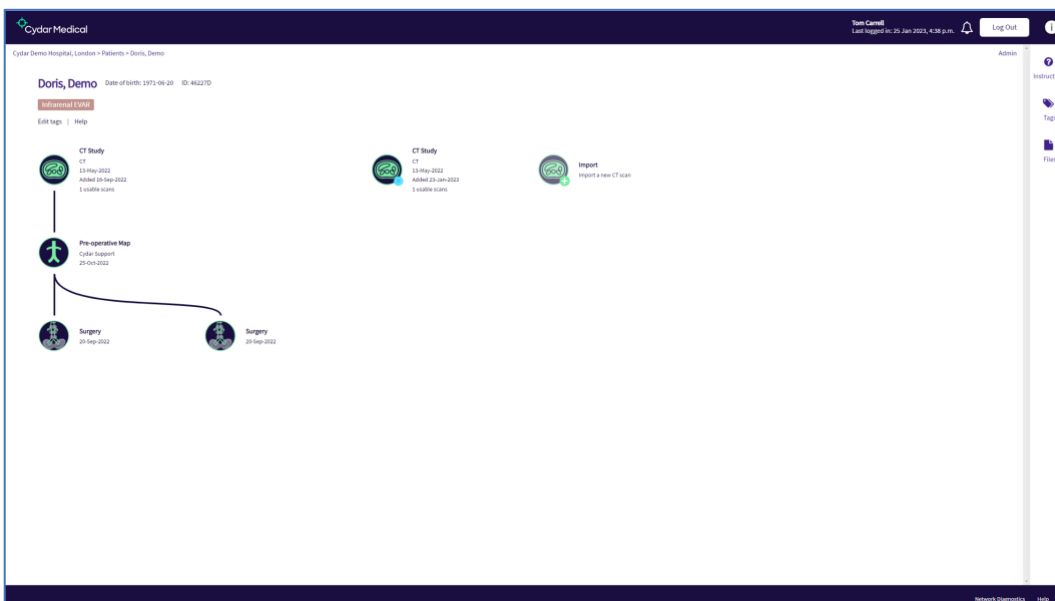 Cydar Medical
Tom Carrell
Last logged in: 25 Jan 2023, 4:36 p.m.
Log Out
i
Cydar Demo Hospital, London > Patients > Doris, Demo
Admin
Doris, Demo
Date of birth: 1971-06-20
ID: 46227D
Infrarenal EVAR
Edit tags | Help
CT Study
CT
13-May-2022
Added 16-Sep-2022
1 usable scans
CT Study
CT
13-May-2022
Added 23-Jan-2023
1 usable scans
Import
Import a new CT scan
Pre-operative Map
Cydar Support
25-Oct-2022
Surgery
20-Sep-2022
Surgery
20-Sep-2022
?
Instruct
Tags
Files
Network Diagnostics
Help